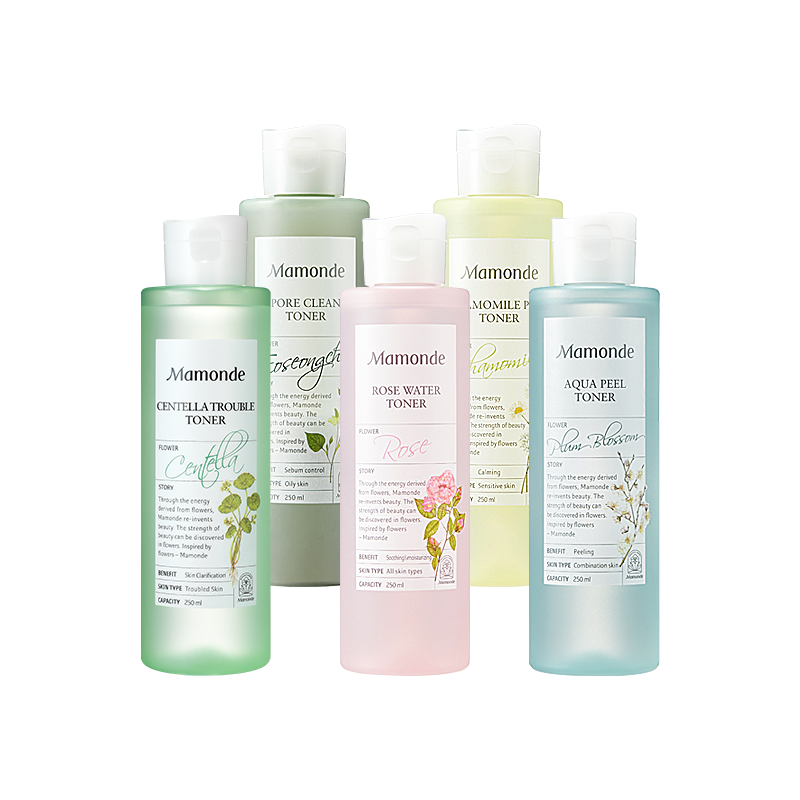 Mamonde
PORE CLEAN
TONER
Sebum control
Oily skin
250 ml
Mamonde
TONER
Calming
Sensitive skin
250 ml
Mamonde
CENTELLA TROUBLE
TONER
FLOWER
Centella
STORY
Through the energy
derived from flowers,
Mamonde
re-invents
beauty. The
strength of
beauty can be
discovered
in flowers.
Inspired by
flowers – Mamonde
BENEFIT Skin Clarification
SKIN TYPE Troubled Skin
CAPACITY 250 ml
Mamonde
Mamonde
ROSE WATER
TONER
FLOWER
Rose
STORY
Through the energy derived
from flowers, Mamonde
re-invents beauty. The
strength of beauty can
be discovered in flowers.
Inspired by flowers
– Mamonde
BENEFIT Soothing&moisturizing
SKIN TYPE All skin types
CAPACITY 250 ml
Mamonde
AQUA PEEL
TONER
FLOWER
Plum Blossom
STORY
Through the energy derived
from flowers, Mamonde
re-invents beauty. The
strength of beauty can
be discovered in flowers.
Inspired by flowers
– Mamonde
BENEFIT Peeling
SKIN TYPE Combination skin
CAPACITY 250 ml
Mamonde